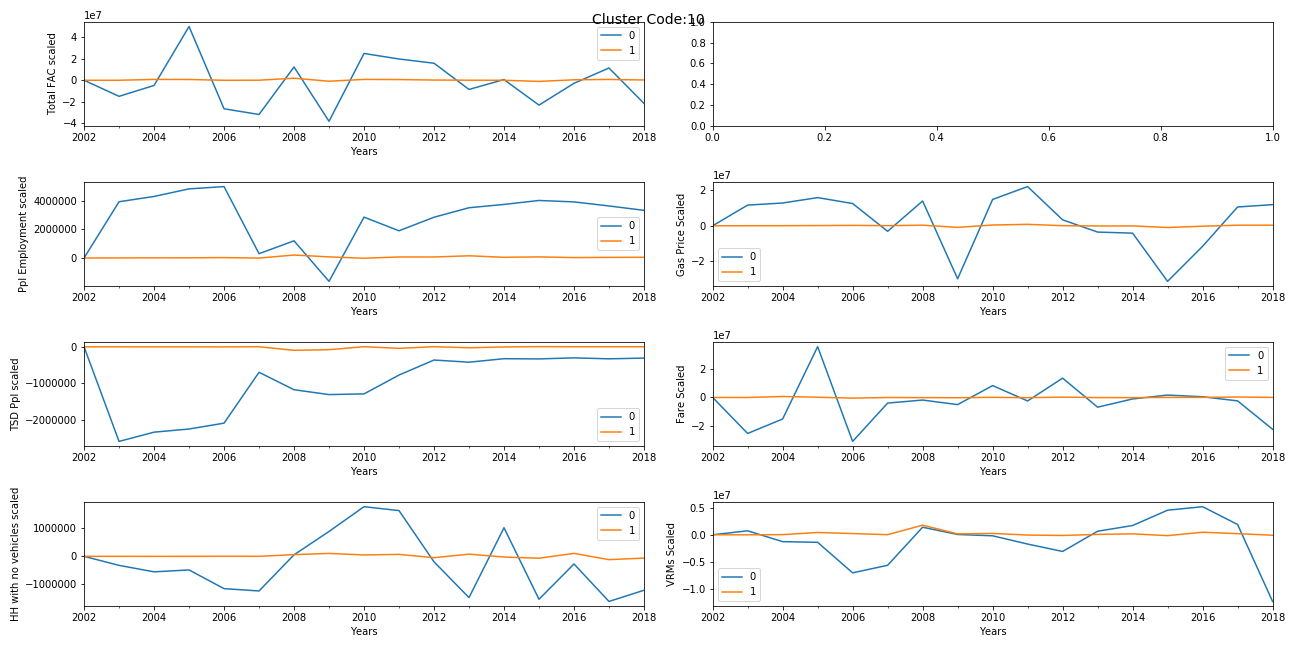 Cluster Code:10
1e7
Total FAC scaled
4
2
0
−2
−4
0
1
2002 2004 2006 2008 2010 2012 2014 2016 2018
Years
1.0
0.8
0.6
0.4
0.2
0.0
0.0 0.2 0.4 0.6 0.8 1.0
Ppl Employment scaled
4000000
2000000
0
0
1
2002 2004 2006 2008 2010 2012 2014 2016 2018
Years
1e7
Gas Price Scaled
2
0
−2
0
1
2002 2004 2006 2008 2010 2012 2014 2016 2018
Years
TSD Ppl scaled
0
−1000000
−2000000
0
1
2002 2004 2006 2008 2010 2012 2014 2016 2018
Years
1e7
Fare Scaled
2
0
−2
0
1
2002 2004 2006 2008 2010 2012 2014 2016 2018
Years
HH with no vehicles scaled
1000000
0
−1000000
0
1
2002 2004 2006 2008 2010 2012 2014 2016 2018
Years
1e7
VRMs Scaled
0.5
0.0
−0.5
−1.0
0
1
2002 2004 2006 2008 2010 2012 2014 2016 2018
Years